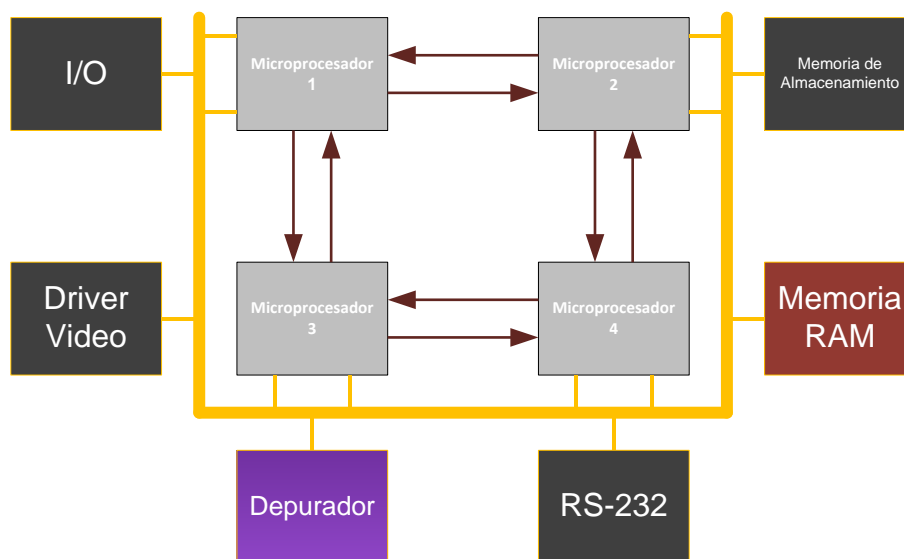 I/O
Microprocesador
1
Microprocesador
2
Memoria de
Almacenamiento
Driver
Video
Microprocesador
3
Microprocesador
4
Memoria
RAM
Depurador
RS-232